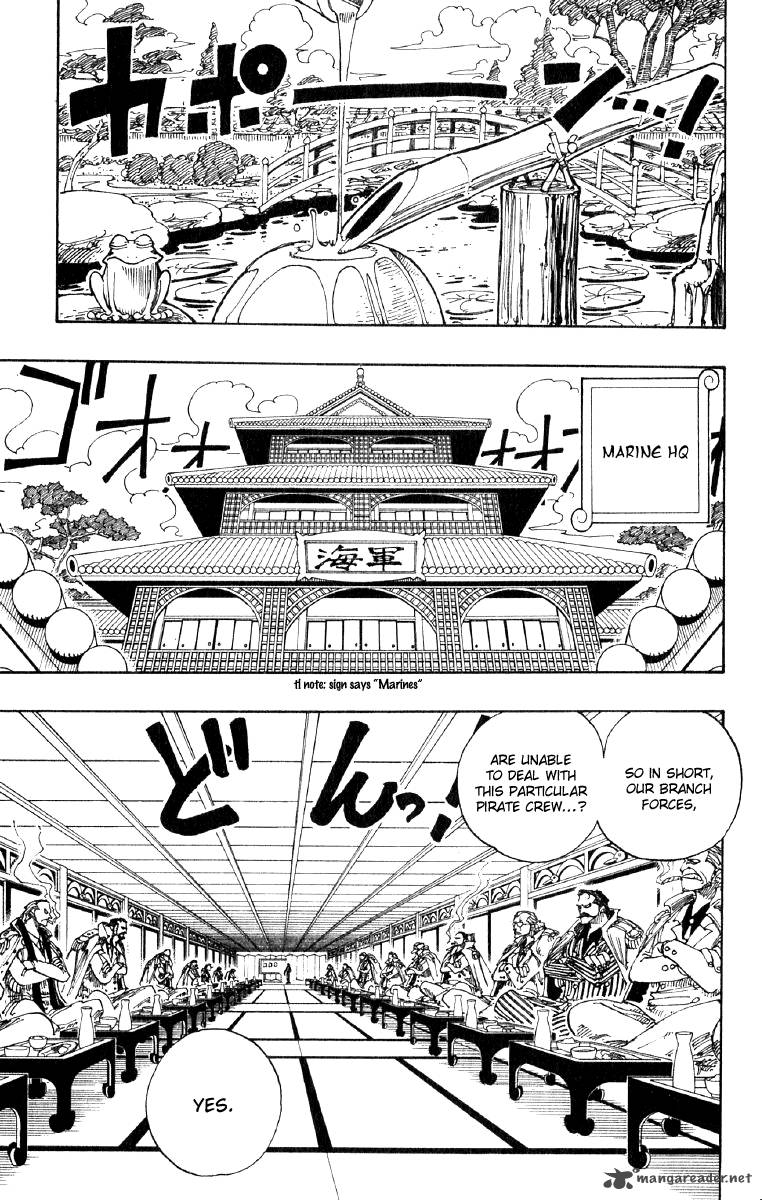 カポーーン…!
ゴオオオオオ
MARINE HQ
海軍
tl note: sign says "Marines"
どんっ!
SO IN SHORT,
OUR BRANCH
FORCES,
ARE UNABLE
TO DEAL WITH
THIS PARTICULAR
PIRATE CREW...?
YES.
mangareader.net